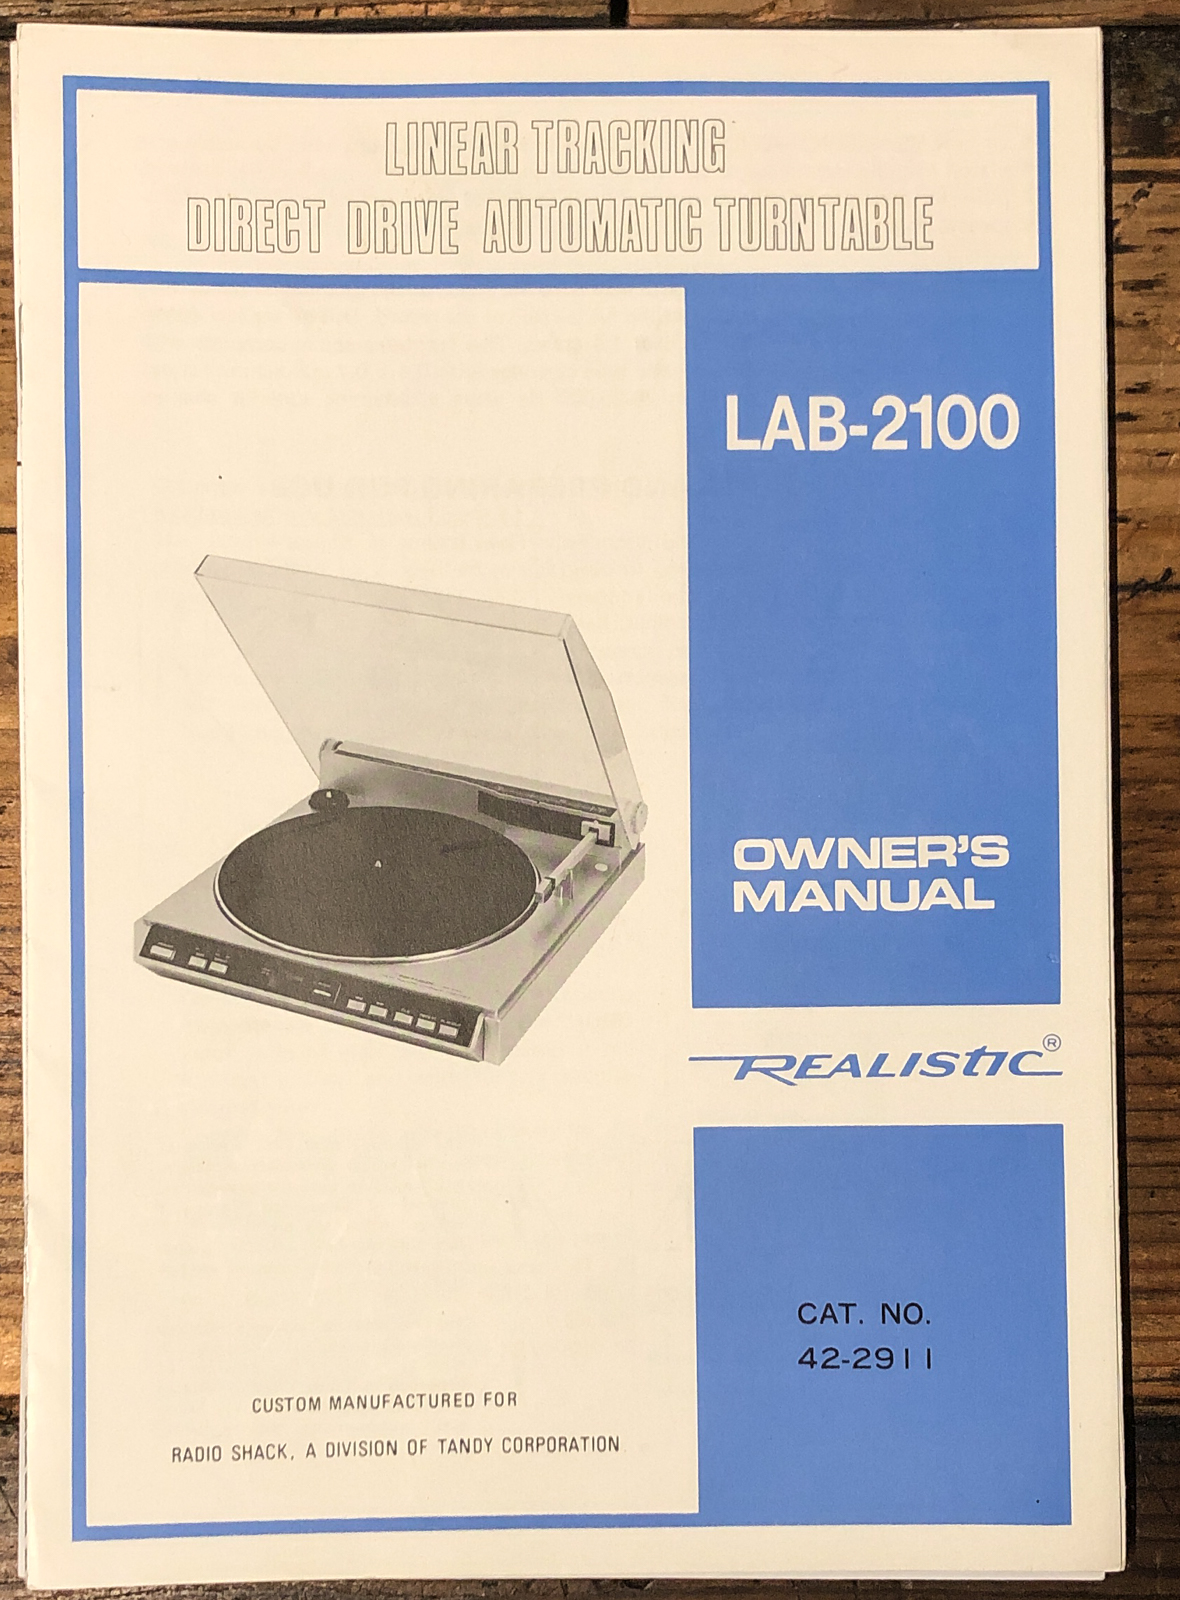 LINEAR TRACKING
DIRECT DRIVE AUTOMATIC TURNTABLE
LAB-2100
OWNER'S
MANUAL
REALISTIC®
CAT. NO.
42-2911
CUSTOM MANUFACTURED FOR
RADIO SHACK, A DIVISION OF TANDY CORPORATION